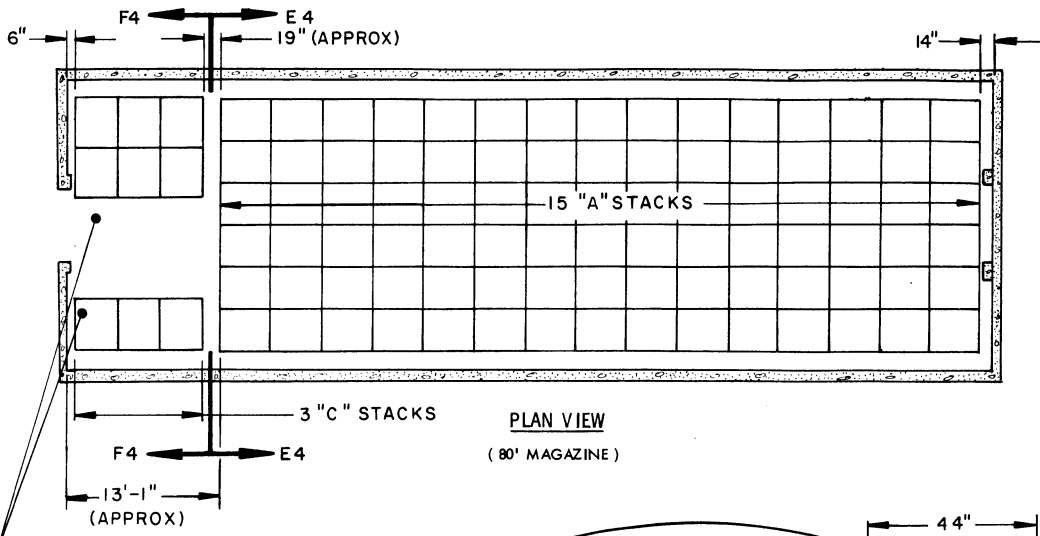 F4 E4
6" 19" (APPROX) 14"
15 "A" STACKS
3 "C" STACKS
PLAN VIEW
( 80' MAGAZINE )
F4 E4
13'-1"
(APPROX)
44"